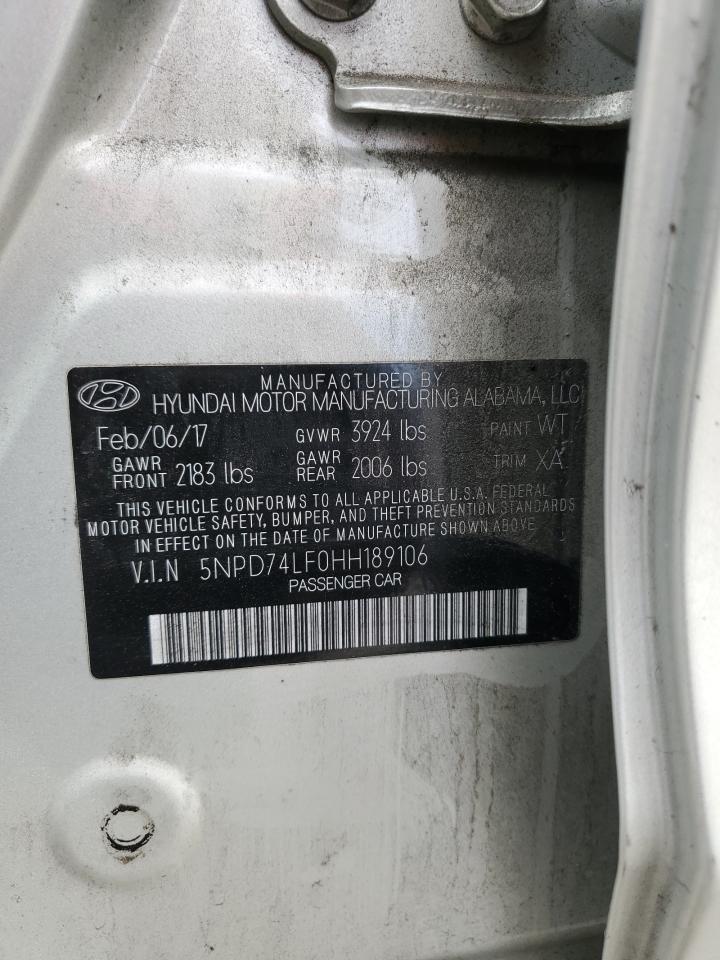 MANUFACTURED BY
HYUNDAI MOTOR MANUFACTURING ALABAMA, LLC
Feb/06/17 GVWR 3924 lbs PAINT WT
GAWR FRONT 2183 lbs GAWR REAR 2006 lbs TRIM XA
THIS VEHICLE CONFORMS TO ALL APPLICABLE U.S.A. FEDERAL
MOTOR VEHICLE SAFETY, BUMPER, AND THEFT PREVENTION STANDARDS
IN EFFECT ON THE DATE OF MANUFACTURE SHOWN ABOVE.
V.I.N 5NPD74LF0HH189106
PASSENGER CAR